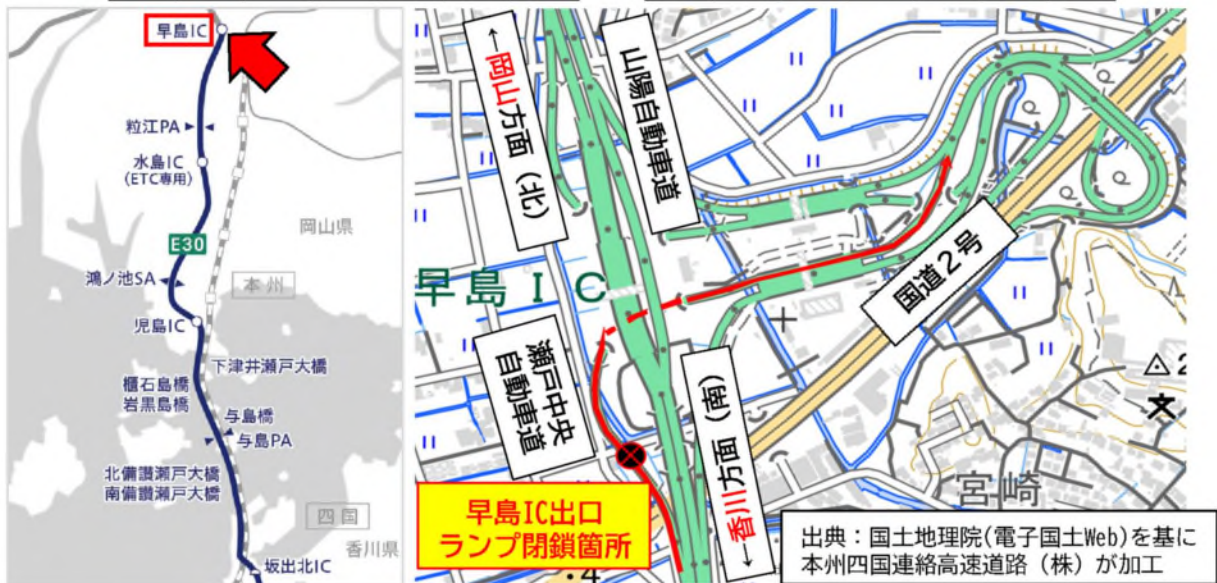 早島IC
粒江PA
水島IC
(ETC専用)
岡山県
E30
鴻ノ池SA
本州
児島IC
下津井瀬戸大橋
櫃石島橋
岩黒島橋
与島橋
与島PA
北備讃瀬戸大橋
南備讃瀬戸大橋
四国
香川県
坂出北IC
←岡山方面（北）
山陽自動車道
国道２号
早島ＩＣ
瀬戸中央
自動車道
←香川方面（南）
早島IC出口
ランプ閉鎖箇所
宮崎
2
・4
出典：国土地理院(電子国土Web)を基に
本州四国連絡高速道路（株）が加工